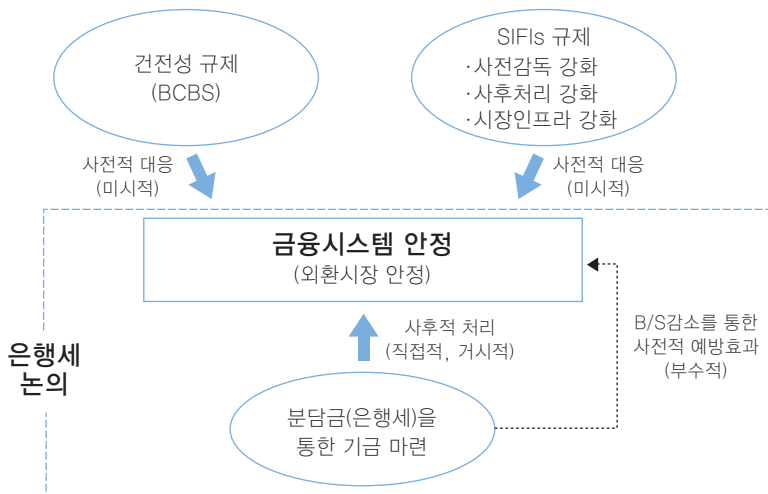 건전성 규제
(BCBS)
SIFIs 규제
·사전감독 강화
·사후처리 강화
·시장인프라 강화
사전적 대응
(미시적)
사전적 대응
(미시적)
금융시스템 안정
(외환시장 안정)
은행세
논의
사후적 처리
(직접적, 거시적)
B/S감소를 통한
사전적 예방효과
(부수적)
분담금(은행세)을
통한 기금 마련